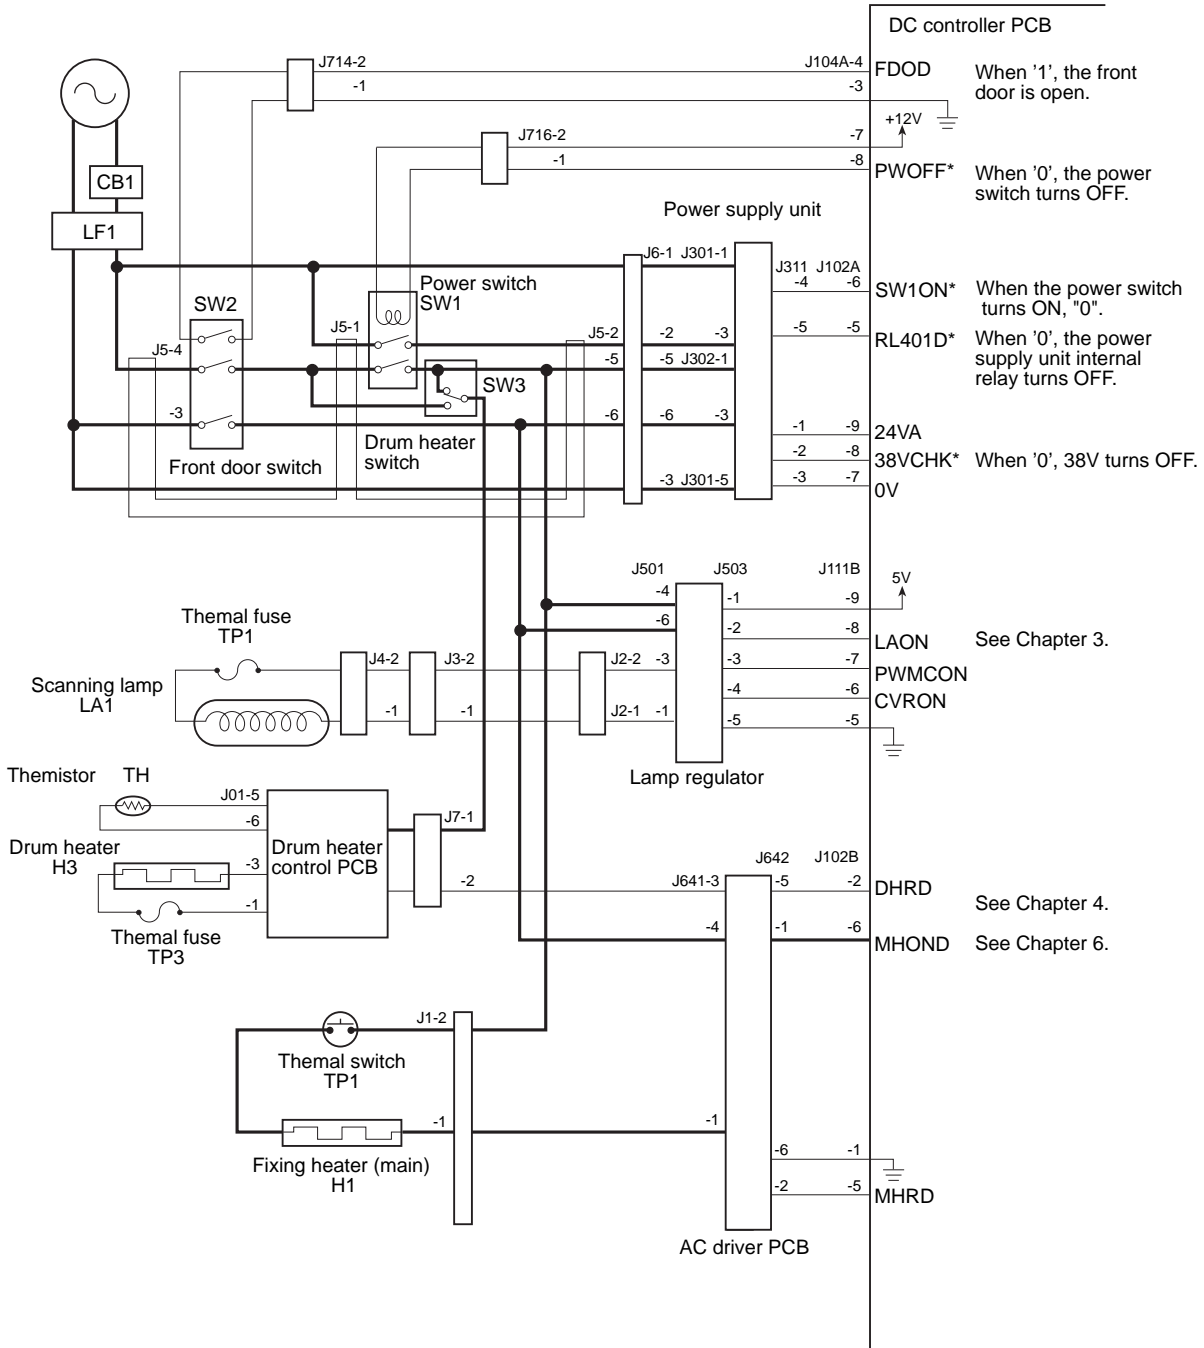 DC controller PCB
J714-2
J104A-4
FDOD
When ’1’, the front
door is open.
-1
-3
+12V
J716-2
-7
-1
-8
PWOFF*
When ’0’, the power
switch turns OFF.
CB1
LF1
Power supply unit
J6-1 J301-1
J311 J102A
-4 -6
SW1ON*
When the power switch
turns ON, "0".
Power switch
SW1
SW2
J5-1
J5-2
-2 -3
-5 -5
RL401D*
When ’0’, the power
supply unit internal
relay turns OFF.
J5-4
-5 -5 J302-1
SW3
-3
-6 -6 -3
-1 -9
24VA
Drum heater
switch
Front door switch
-2 -8
38VCHK*
When ’0’, 38V turns OFF.
-3 J301-5
-3 -7
0V
J501 J503 J111B
5V
-4
-1 -9
-6
-2 -8
LAON
See Chapter 3.
Themal fuse
TP1
J4-2 J3-2 J2-2 -3
-3 -7
PWMCON
Scanning lamp
LA1
-4 -6
CVRON
-1 -1 J2-1 -1
-5 -5
Lamp regulator
Themistor TH
J01-5
-6
J7-1
Drum heater
H3
-3
Drum heater
control PCB
J642 J102B
-2
J641-3 -5 -2
DHRD
See Chapter 4.
-1
-4 -1 -6
MHOND
See Chapter 6.
Themal fuse
TP3
J1-2
Themal switch
TP1
-1
-1
Fixing heater (main)
H1
-6 -1
-2 -5
MHRD
AC driver PCB